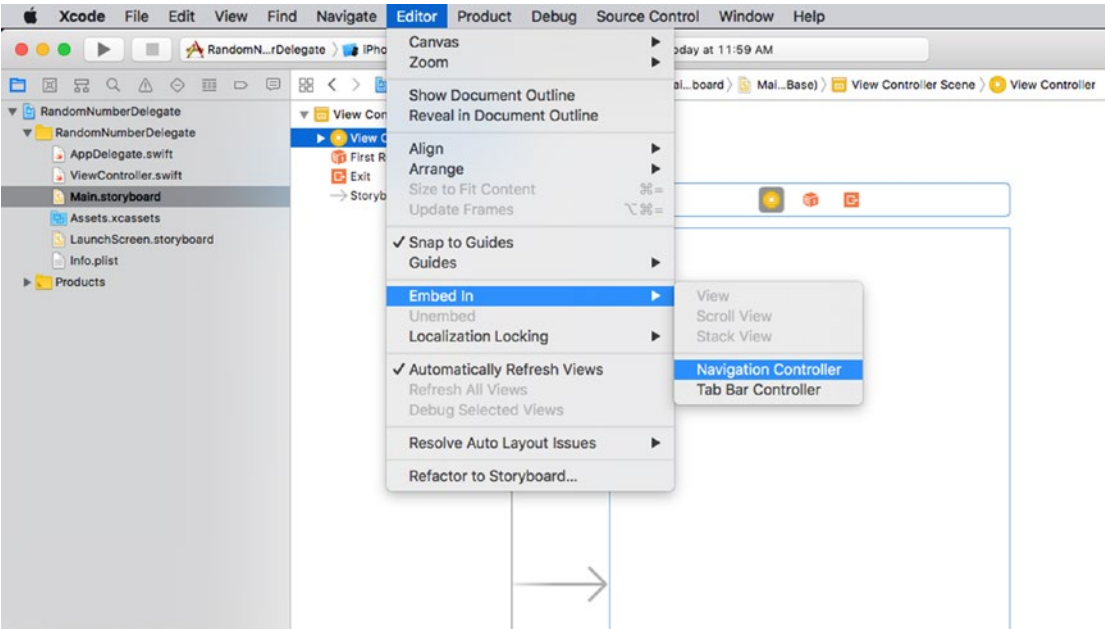 Xcode File Edit View Find Navigate Editor Product Debug Source Control Window Help
RandomN...rDelegate iPho oday at 11:59 AM
ai...board Mai...Base) View Controller Scene View Controller
RandomNumberDelegate
RandomNumberDelegate
AppDelegate.swift
ViewController.swift
Main.storyboard
Assets.xcassets
LaunchScreen.storyboard
Info.plist
Products
View Con
View C
First R
Exit
Storyb
Canvas
Zoom
Show Document Outline
Reveal in Document Outline
Align
Arrange
Size to Fit Content ⌘=
Update Frames ⌥⌘=
✓ Snap to Guides
Guides
Embed In
Unembed
Localization Locking
✓ Automatically Refresh Views
Refresh All Views
Debug Selected Views
Resolve Auto Layout Issues
Refactor to Storyboard...
View
Scroll View
Stack View
Navigation Controller
Tab Bar Controller